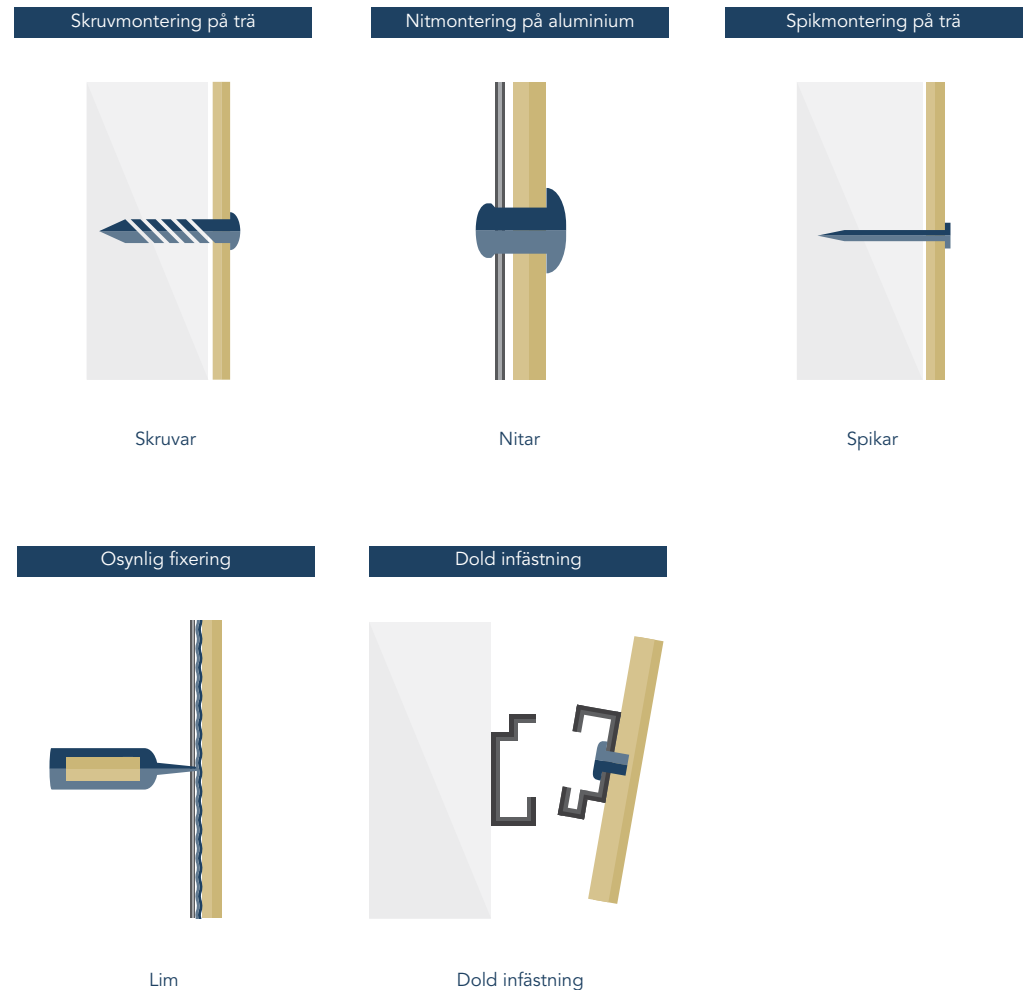 Skruvmontering på trä
Nitmontering på aluminium
Spikmontering på trä
Skruvar
Nitar
Spikar
Osynlig fixering
Dold infästning
Lim
Dold infästning